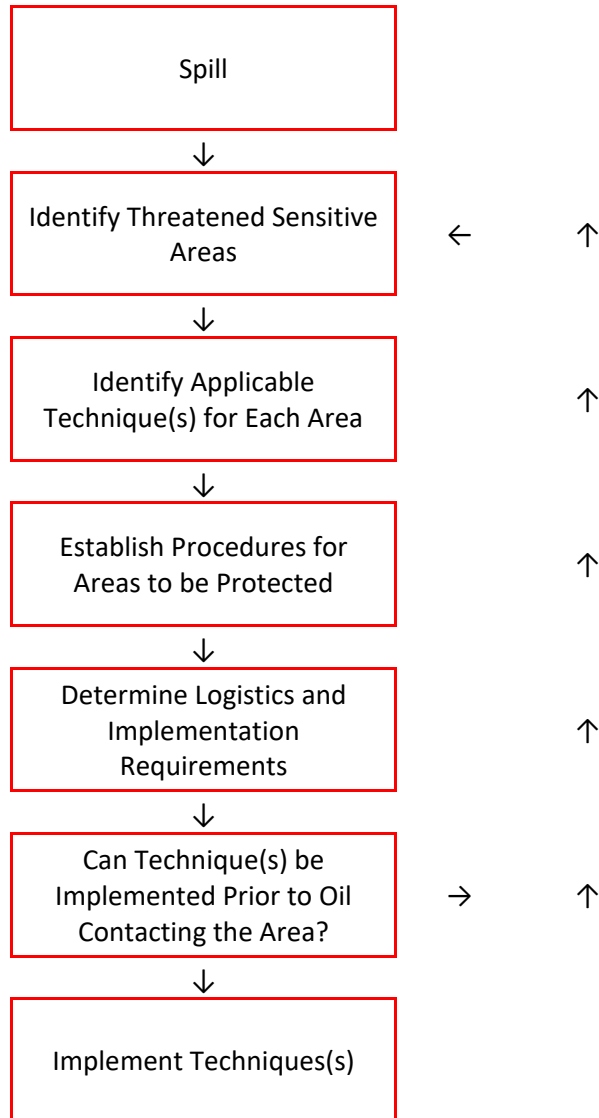 Spill
↓
Identify Threatened Sensitive
Areas
← ↑
↓
Identify Applicable
Technique(s) for Each Area
↑
↓
Establish Procedures for
Areas to be Protected
↑
↓
Determine Logistics and
Implementation
Requirements
↑
↓
Can Technique(s) be
Implemented Prior to Oil
Contacting the Area?
→ ↑
↓
Implement Techniques(s)